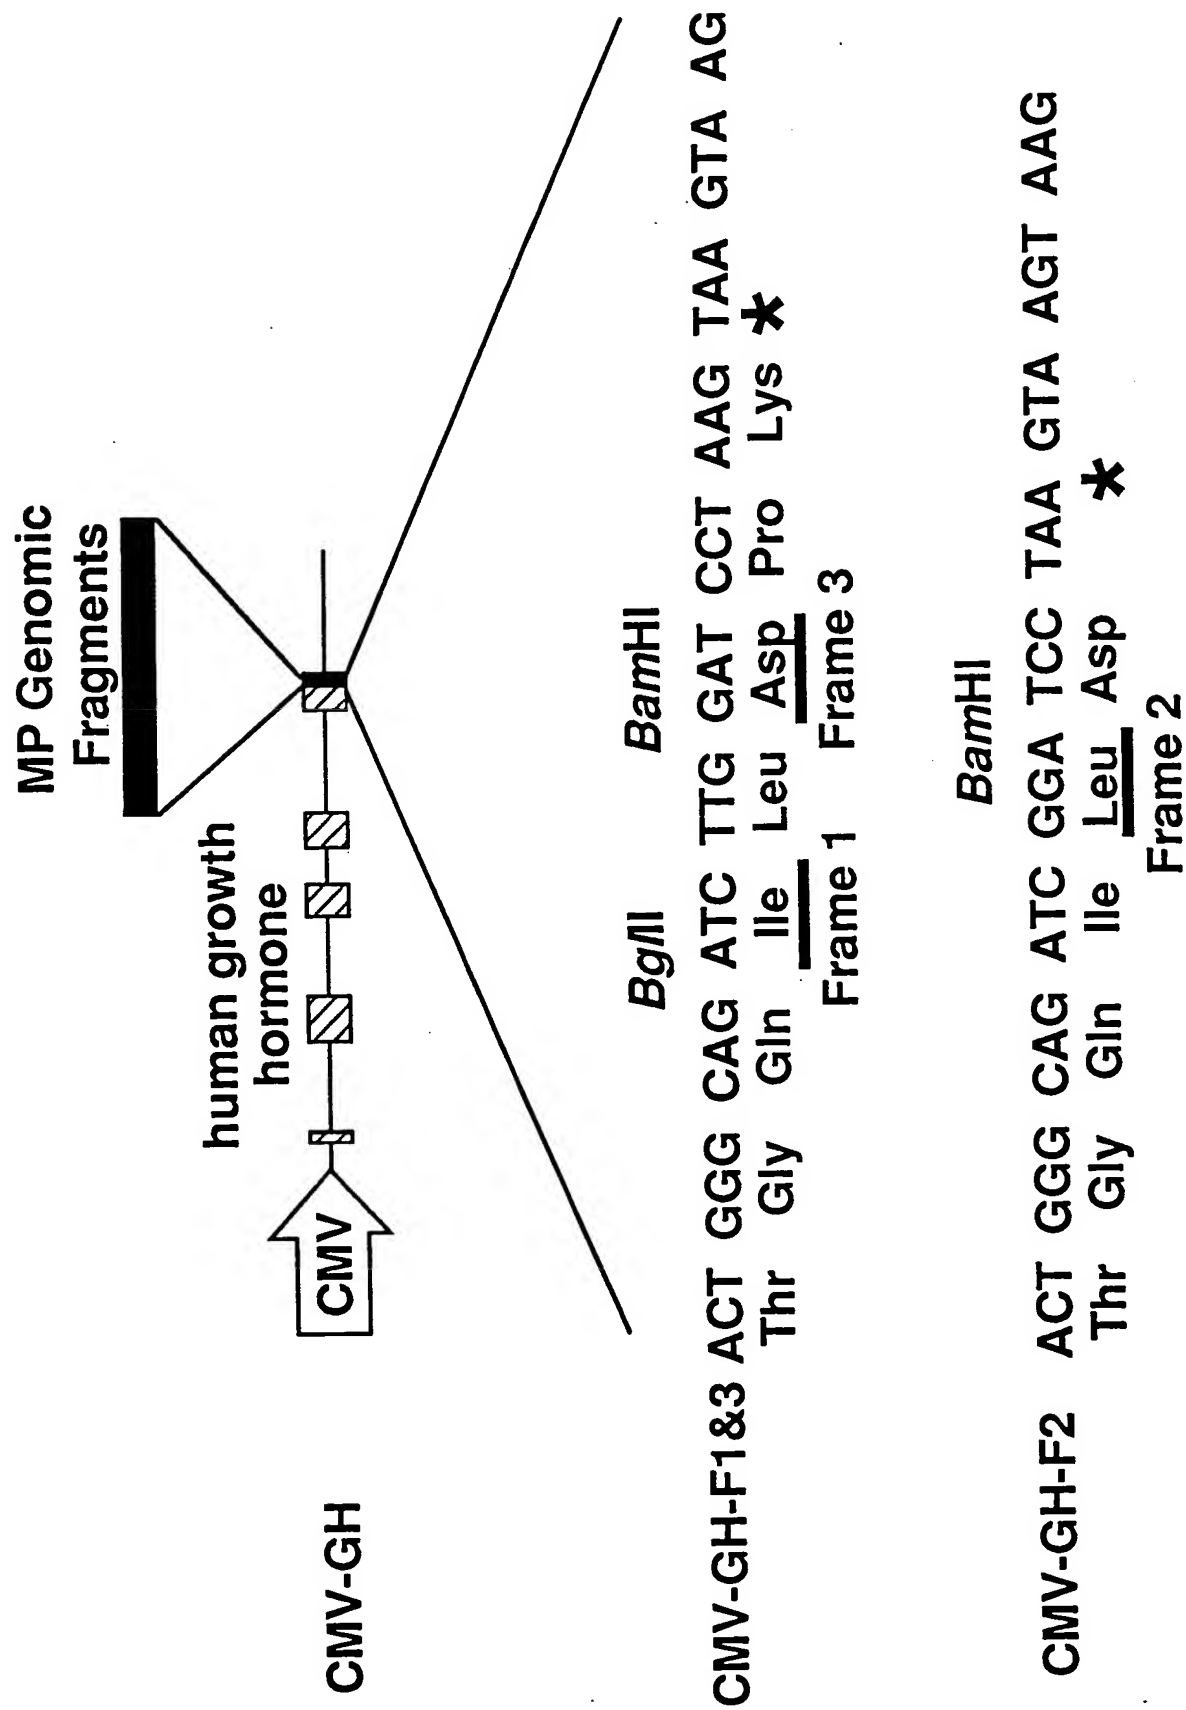 MP Genomic
Fragments
human growth
hormone
CMV-GH
CMV
BglII BamHI
CMV-GH-F1&3 ACT GGG CAG ATC TTG GAT CCT AAG TAA GTA AG
Thr Gly Gln Ile Leu Asp Pro Lys *
Frame 1 Frame 3
BamHI
CMV-GH-F2 ACT GGG CAG ATC GGA TCC TAA GTA AGT AAG
Thr Gly Gln Ile Leu Asp *
Frame 2